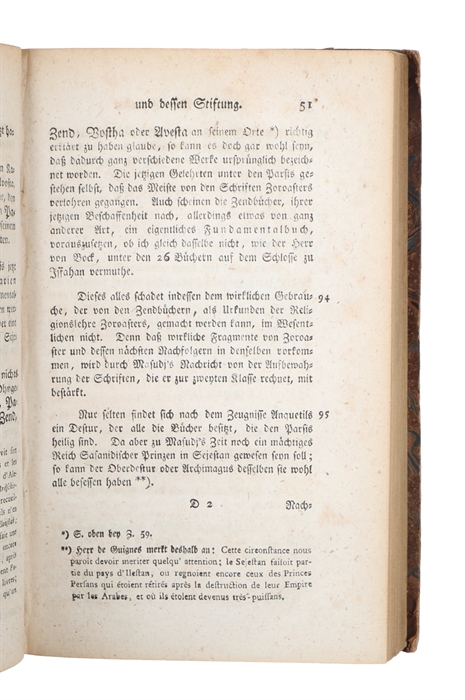 und dessen Stiftung. 51
Zend, Vostha oder Avesta an seinem Orte *) richtig
erklärt zu haben glaube, so kann es doch gar wohl seyn,
daß dadurch ganz verschiedene Werke ursprünglich bezeich-
net worden. Die jetzigen Gelehrten unter den Parsis ge-
stehen selbst, daß das Meiste von den Schriften Zoroasters
verlohren gegangen. Auch scheinen die Zendbücher, ihrer
jetzigen Beschaffenheit nach, allerdings etwas von ganz
anderer Art, ein eigentliches Fundamentalbuch,
vorauszusetzen, ob ich gleich dasselbe nicht, wie der Herr
von Bock, unter den 26 Büchern auf dem Schlosse zu
Issahan vermuthe.
Dieses alles schadet indessen dem wirklichen Gebrau- 94
che, der von den Zendbüchern, als Urkunden der Reli-
gionslehre Zoroasters, gemacht werden kann, im Wesent-
lichen nicht. Denn daß wirkliche Fragmente von Zoroa-
ster und dessen nächsten Nachfolgern in denselben vorkom-
men, wird durch Masudj's Nachricht von der Aufbewah-
rung der Schriften, die er zur zweyten Klasse rechnet, mit
bestärkt.
Nur selten findet sich nach dem Zeugnisse Anquetils 95
ein Destur, der alle die Bücher besitzt, die den Parsis
heilig sind. Da aber zu Masudj's Zeit noch ein mächtiges
Reich Sasanidischer Prinzen in Sejestan gewesen seyn soll;
so kann der Oberdestur oder Archimagus desselben sie wohl
alle besessen haben **).
D 2 Nach-
*) S. oben bey Z. 59.
**) Herr de Guignes merkt deshalb an: Cette circonstance nous
paroit devoir meriter quelqu' attention; le Sejestan faisoit par-
tie du pays d'Ilestan, ou regnoient encore ceux des Princes
Persans qui étoient retirés après la destruction de leur Empire
par les Arabes, et où ils étoient devenus très-puissans.